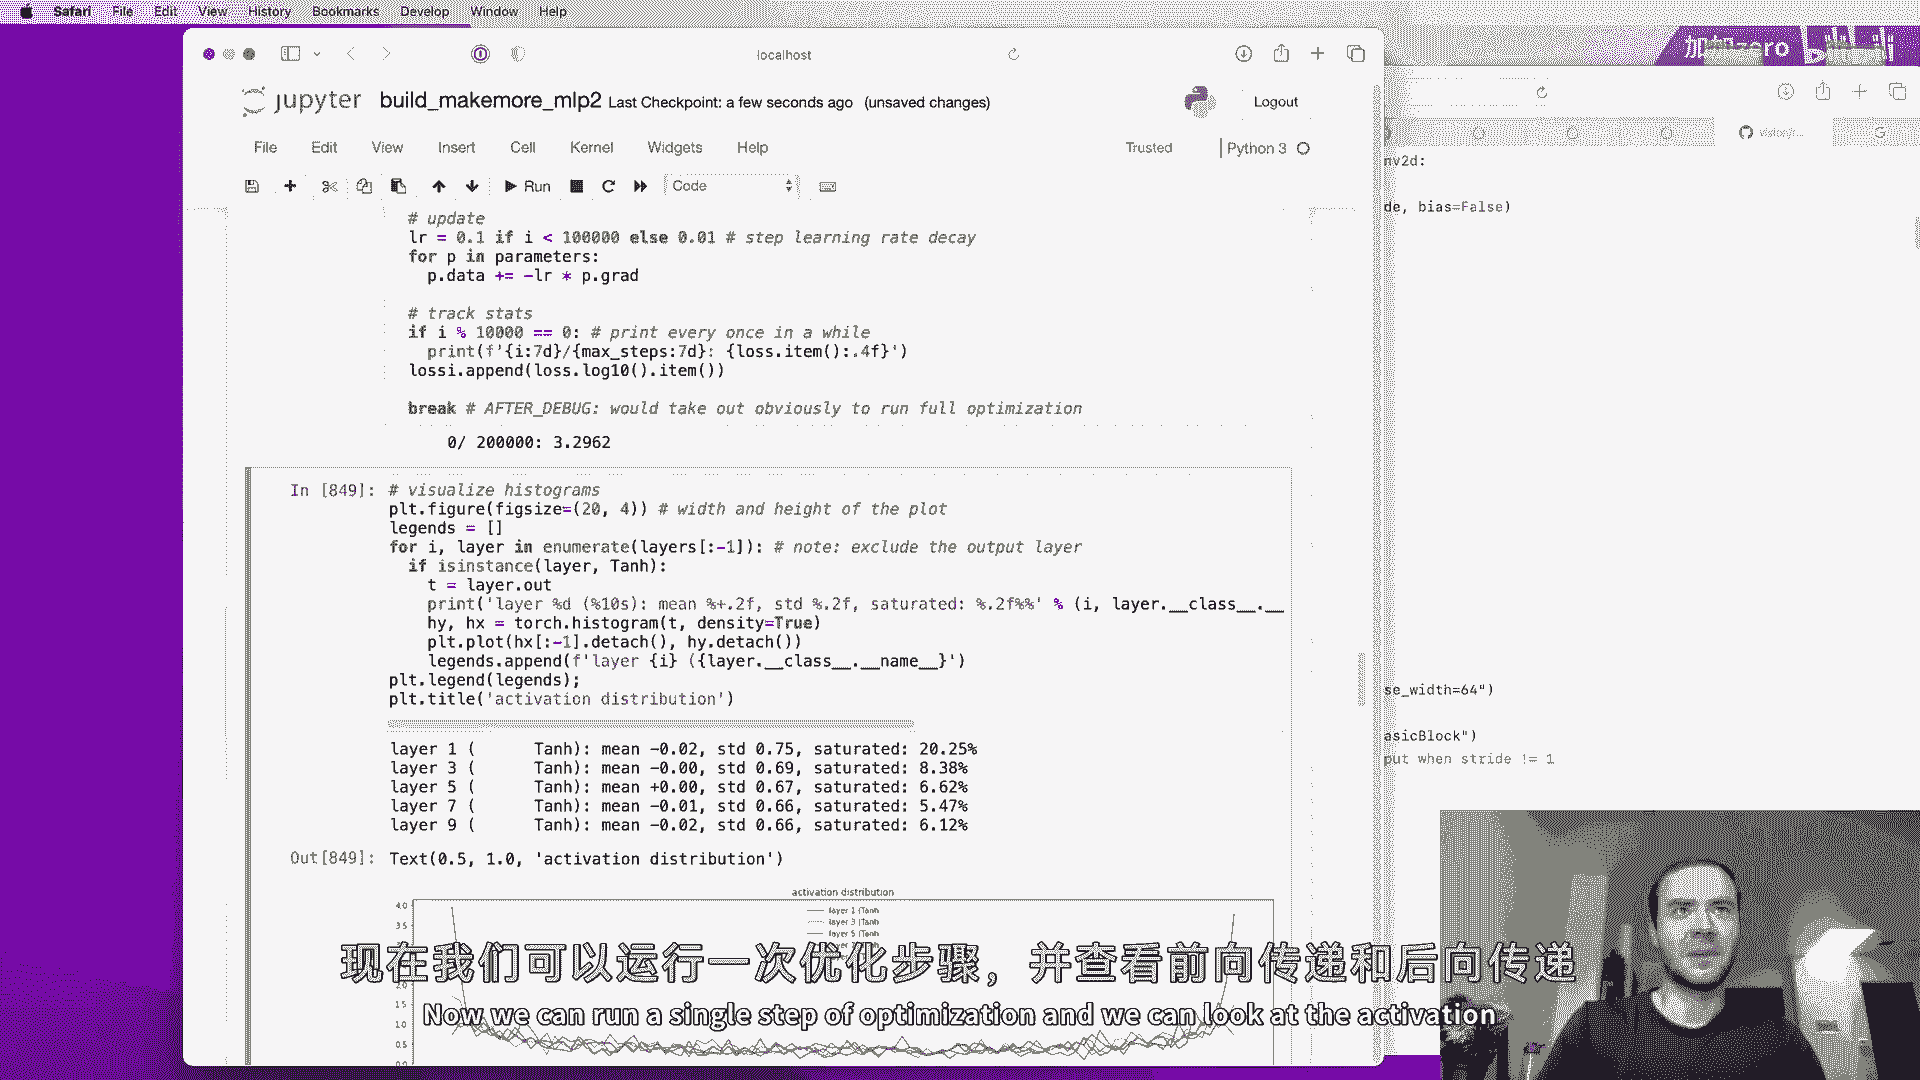 Safari File Edit View History Bookmarks Develop Window Help
localhost
jupyter build_makemore_mlp2 Last Checkpoint: a few seconds ago (unsaved changes)
Logout
File Edit View Insert Cell Kernel Widgets Help
Trusted
Python 3
Run
Code
# update
lr = 0.1 if i < 100000 else 0.01 # step learning rate decay
for p in parameters:
p.data += -lr * p.grad
# track stats
if i % 10000 == 0: # print every once in a while
print(f'{i:7d}/{max_steps:7d}: {loss.item():.4f}')
lossi.append(loss.log10().item())
break # AFTER_DEBUG: would take out obviously to run full optimization
0/ 200000: 3.2962
In [849]: # visualize histograms
plt.figure(figsize=(20, 4)) # width and height of the plot
legends = []
for i, layer in enumerate(layers[:-1]): # note: exclude the output layer
if isinstance(layer, Tanh):
t = layer.out
print('layer %d (%10s): mean %+.2f, std %.2f, saturated: %.2f%%' % (i, layer.__class__.__
hy, hx = torch.histogram(t, density=True)
plt.plot(hx[:-1].detach(), hy.detach())
legends.append(f'layer {i} ({layer.__class__.__name__}')
plt.legend(legends);
plt.title('activation distribution')
layer 1 ( Tanh): mean -0.02, std 0.75, saturated: 20.25%
layer 3 ( Tanh): mean -0.00, std 0.69, saturated: 8.38%
layer 5 ( Tanh): mean +0.00, std 0.67, saturated: 6.62%
layer 7 ( Tanh): mean -0.01, std 0.66, saturated: 5.47%
layer 9 ( Tanh): mean -0.02, std 0.66, saturated: 6.12%
Out[849]: Text(0.5, 1.0, 'activation distribution')
activation distribution
layer 1 (Tanh
layer 3 (Tanh
layer 5 (Tanh
4.0
3.5
1.5
1.0
0.5
0.0
nv2d:
de, bias=False)
se_width=64")
asicBlock")
put when stride != 1
现在我们可以运行一次优化步骤，并查看前向传递和后向传递
Now we can run a single step of optimization and we can look at the activation